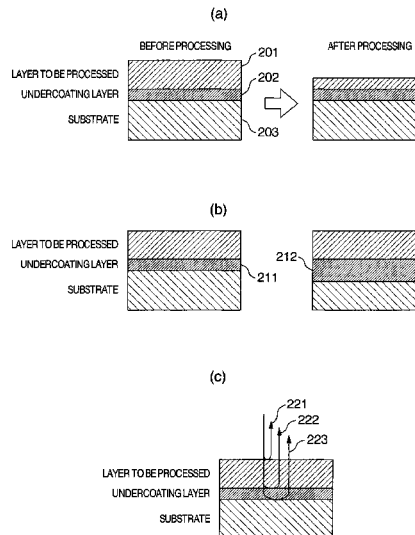 (a)
BEFORE PROCESSING
201
AFTER PROCESSING
LAYER TO BE PROCESSED
202
UNDERCOATING LAYER
SUBSTRATE
203
(b)
LAYER TO BE PROCESSED
212
UNDERCOATING LAYER
211
SUBSTRATE
(c)
221
222
223
LAYER TO BE PROCESSED
UNDERCOATING LAYER
SUBSTRATE